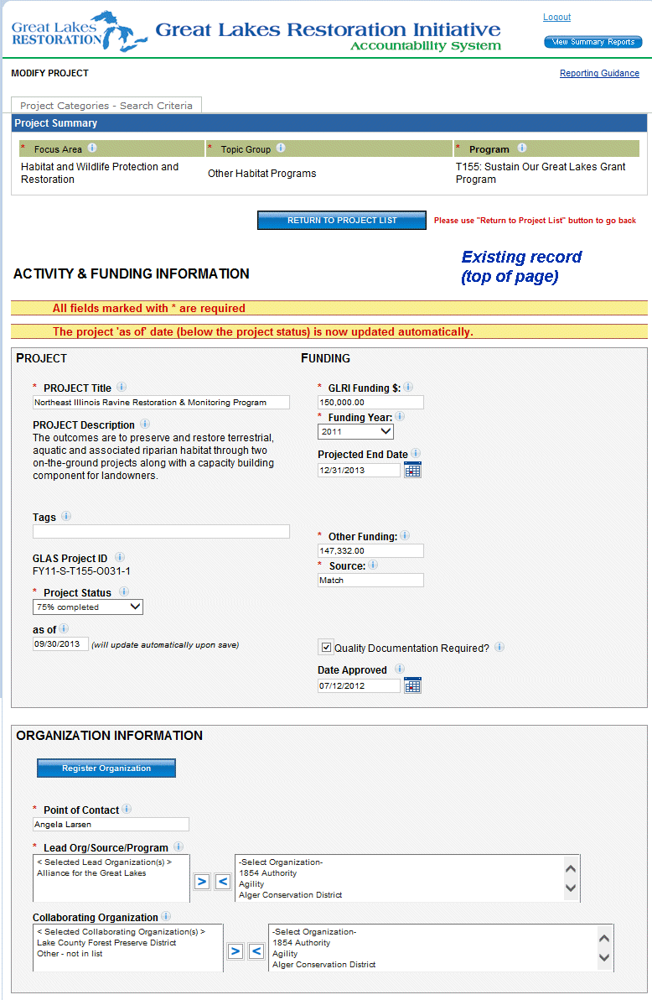 Great Lakes
RESTORATION
Great Lakes Restoration Initiative
Accountability System
Logout
View Summary Reports
MODIFY PROJECT
Reporting Guidance
Project Categories - Search Criteria
Project Summary
* Focus Area
* Topic Group
* Program
Habitat and Wildlife Protection and
Restoration
Other Habitat Programs
T155: Sustain Our Great Lakes Grant
Program
RETURN TO PROJECT LIST
Please use "Return to Project List" button to go back
Existing record
(top of page)
ACTIVITY & FUNDING INFORMATION
All fields marked with * are required
The project 'as of' date (below the project status) is now updated automatically.
PROJECT
* PROJECT Title
Northeast Illinois Ravine Restoration & Monitoring Program
PROJECT Description
The outcomes are to preserve and restore terrestrial,
aquatic and associated riparian habitat through two
on-the-ground projects along with a capacity building
component for landowners.
Tags
GLAS Project ID
FY11-S-T155-O031-1
* Project Status
75% completed
as of
09/30/2013 (will update automatically upon save)
FUNDING
* GLRI Funding $:
150,000.00
* Funding Year:
2011
Projected End Date
12/31/2013
* Other Funding:
147,332.00
* Source:
Match
Quality Documentation Required?
Date Approved
07/12/2012
ORGANIZATION INFORMATION
Register Organization
* Point of Contact
Angela Larsen
* Lead Org/Source/Program
< Selected Lead Organization(s) >
Alliance for the Great Lakes
> <
-Select Organization-
1854 Authority
Agility
Alger Conservation District
Collaborating Organization
< Selected Collaborating Organization(s) >
Lake County Forest Preserve District
Other - not in list
> <
-Select Organization-
1854 Authority
Agility
Alger Conservation District